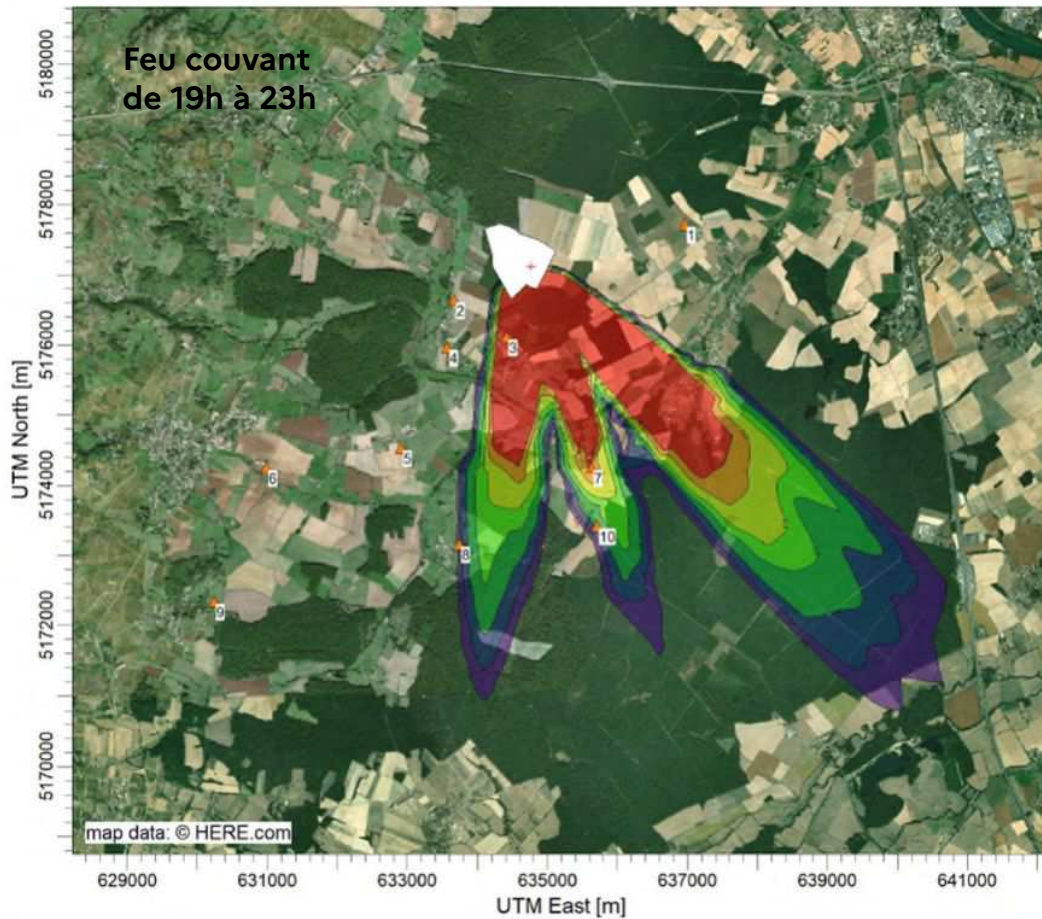 Feu couvant
de 19h à 23h
5180000
5178000
5176000
5174000
5172000
5170000
UTM North [m]
1
2
3
4
5
6
7
8
9
10
map data: © HERE.com
629000 631000 633000 635000 637000 639000 641000
UTM East [m]